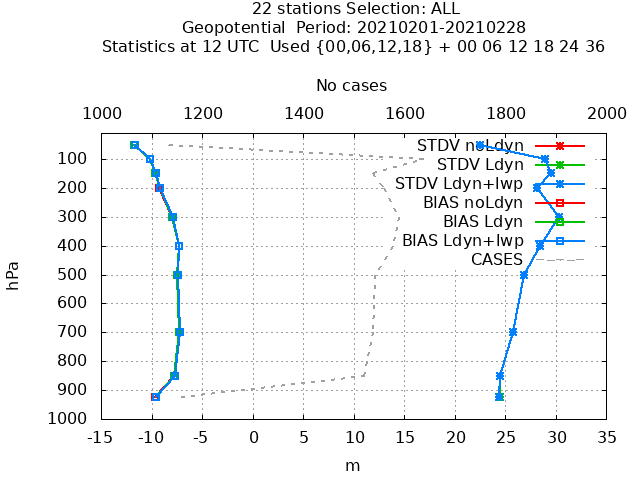 22 stations Selection: ALL
Geopotential  Period: 20210201-20210228
Statistics at 12 UTC  Used {00,06,12,18} + 00 06 12 18 24 36
No cases
1000 1200 1400 1600 1800 2000
STDV noLdyn
STDV Ldyn
STDV Ldyn+lwp
BIAS noLdyn
BIAS Ldyn
BIAS Ldyn+lwp
CASES
hPa
100
200
300
400
500
600
700
800
900
1000
-15 -10 -5 0 5 10 15 20 25 30 35
m